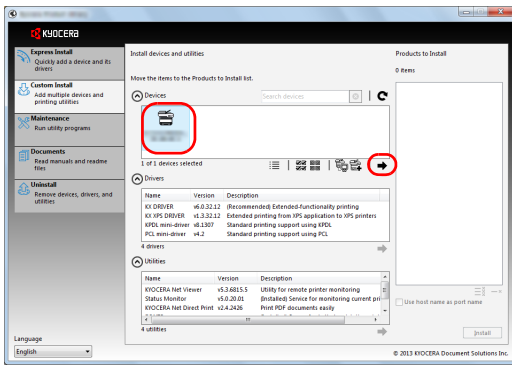 KYOCERA
Express Install
Quickly add a device and its
drivers
Custom Install
Add multiple devices and
printing utilities
Maintenance
Run utility programs
Documents
Read manuals and readme
files
Uninstall
Remove devices, drivers, and
utilities
Language
English
Install devices and utilities
Move the items to the Products to Install list.
Devices
Search devices
1 of 1 devices selected
Drivers
Name Version Description
KX DRIVER v6.0.32.12 (Recommended) Extended-functionality printing
KX XPS DRIVER v1.3.32.12 Extended printing from XPS application to XPS printers
KPDL mini-driver v8.1307 Standard printing support using KPDL
PCL mini-driver v4.2 Standard printing support using PCL
4 drivers
Utilities
Name Version Description
KYOCERA Net Viewer v5.3.6815.5 Utility for remote printer monitoring
Status Monitor v5.0.20.01 (Installed) Service for monitoring current pri
KYOCERA Net Direct Print v2.4.2426 Print PDF documents easily
4 utilities
Products to Install
0 items
Use host name as port name
Install
© 2013 KYOCERA Document Solutions Inc.